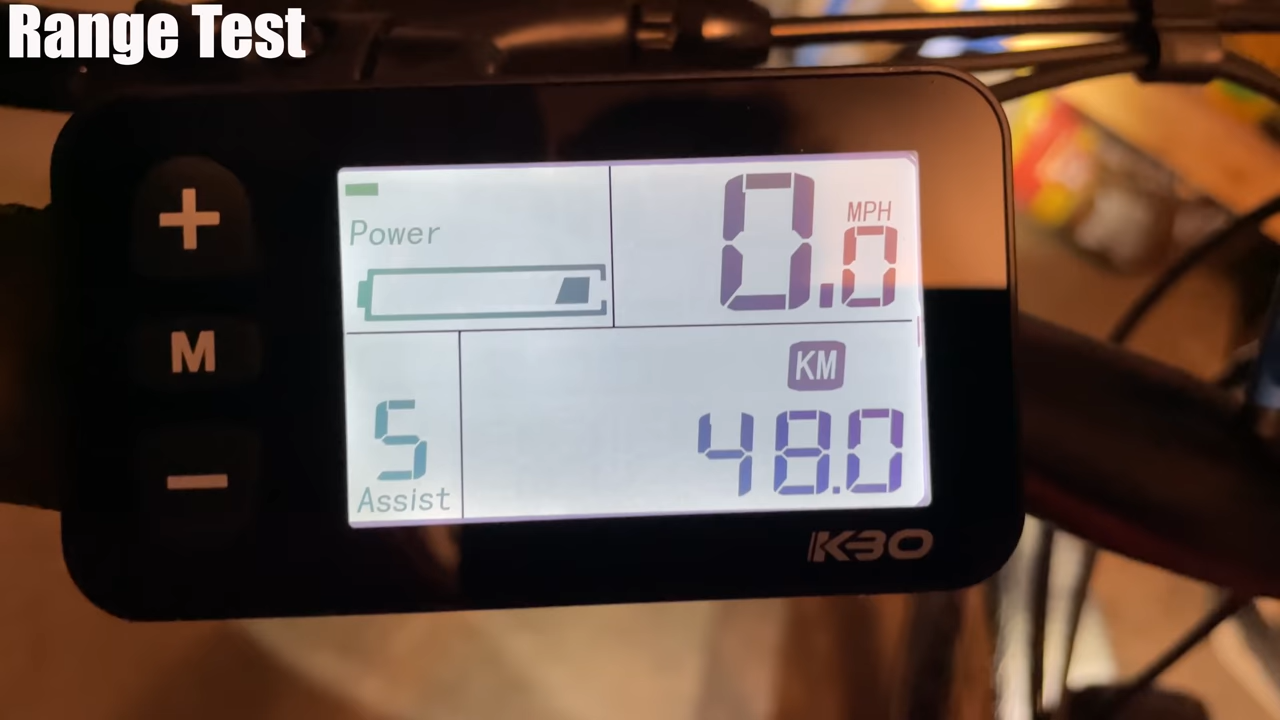 Range Test
+
Power
0.0
MPH
M
KM
5
48.0
Assist
−
KBO